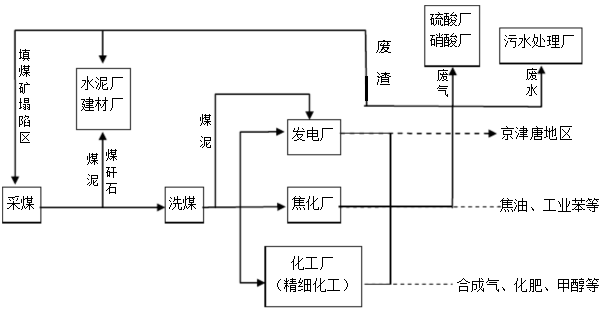 硫酸厂
硝酸厂
污水处理厂
废渣
废气
废水
填煤矿塌陷区
水泥厂
建材厂
煤泥
煤矸石
煤泥
发电厂
京津唐地区
采煤
洗煤
焦化厂
焦油、工业苯等
化工厂
(精细化工)
合成气、化肥、甲醇等